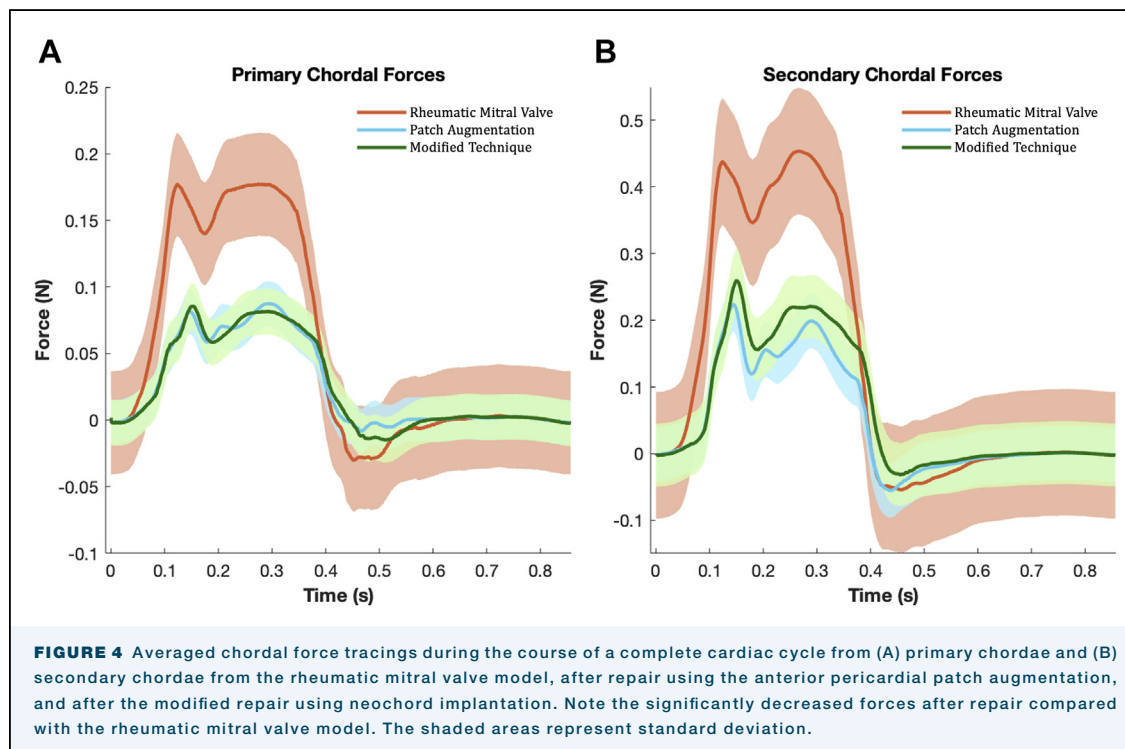 A
Primary Chordal Forces
0.25
0.2
0.15
0.1
0.05
0
-0.05
-0.1
Force (N)
Rheumatic Mitral Valve
Patch Augmentation
Modified Technique
0 0.1 0.2 0.3 0.4 0.5 0.6 0.7 0.8
Time (s)
B
Secondary Chordal Forces
0.5
0.4
0.3
0.2
0.1
0
-0.1
Force (N)
Rheumatic Mitral Valve
Patch Augmentation
Modified Technique
0 0.1 0.2 0.3 0.4 0.5 0.6 0.7 0.8
Time (s)
FIGURE 4 Averaged chordal force tracings during the course of a complete cardiac cycle from (A) primary chordae and (B)
secondary chordae from the rheumatic mitral valve model, after repair using the anterior pericardial patch augmentation,
and after the modified repair using neochord implantation. Note the significantly decreased forces after repair compared
with the rheumatic mitral valve model. The shaded areas represent standard deviation.